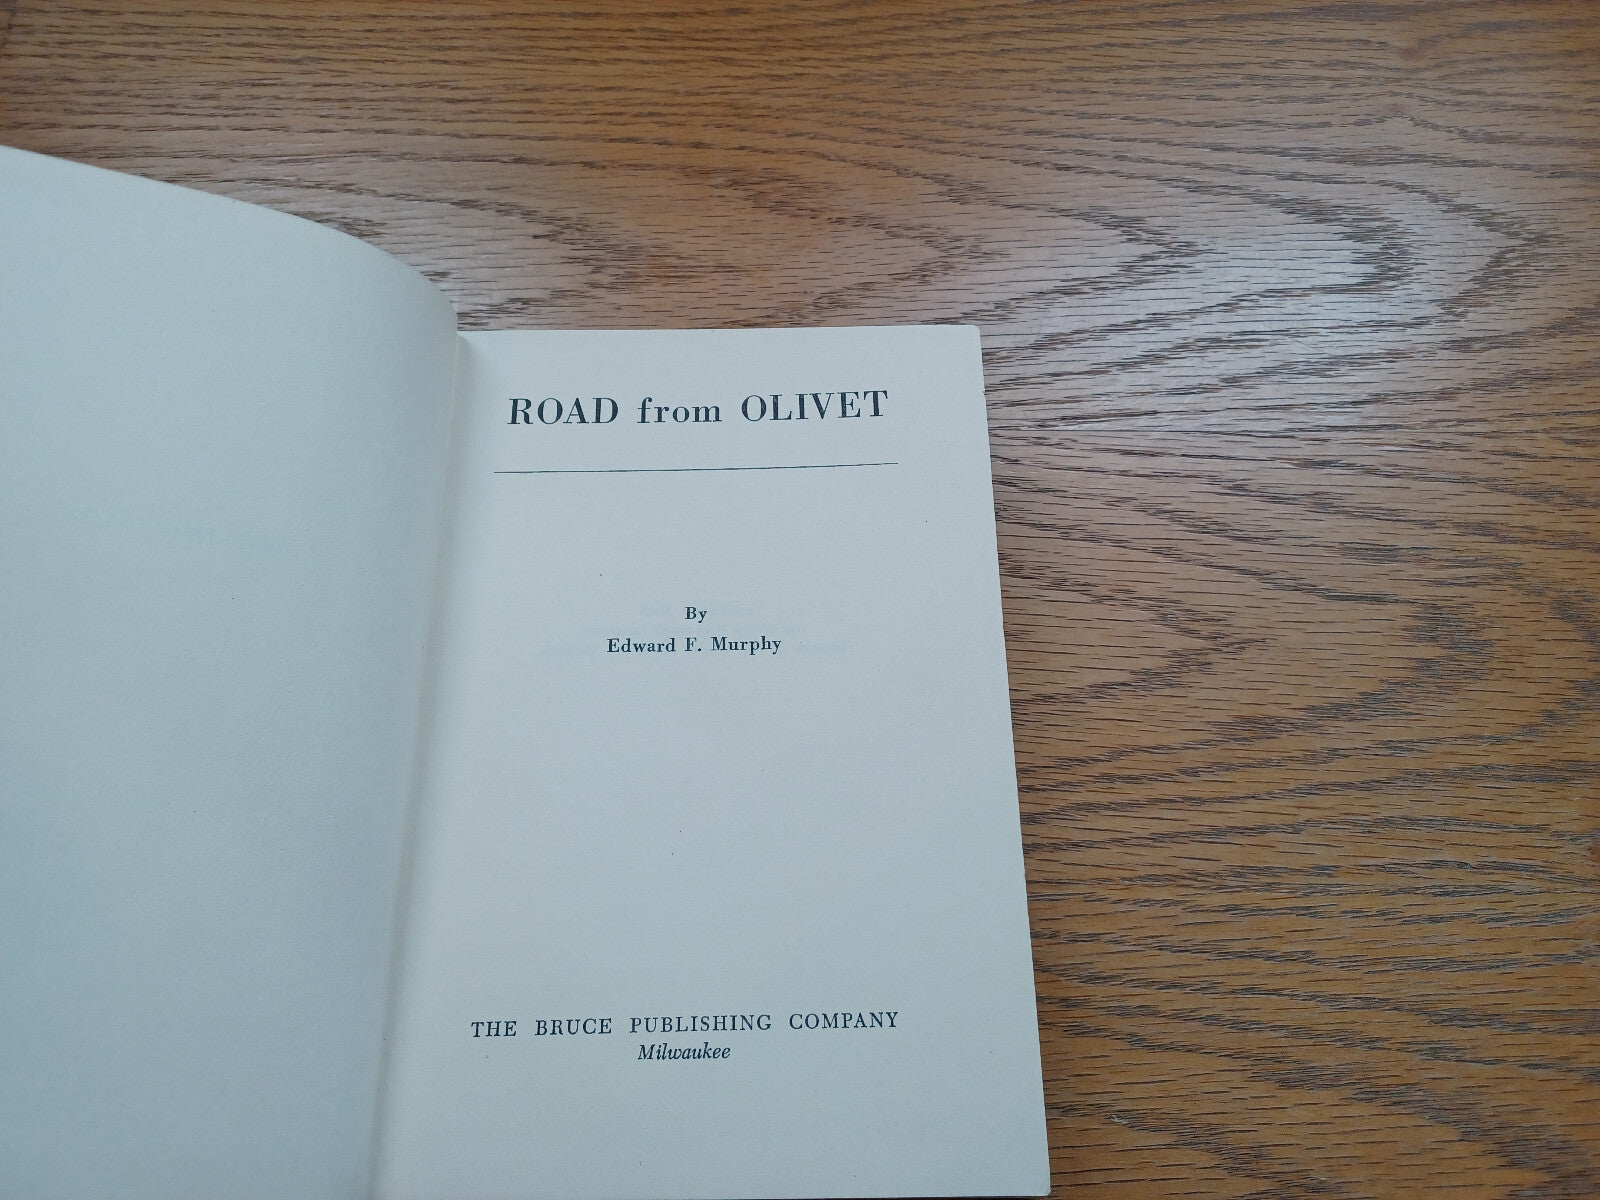 ROAD from OLIVET
By
Edward F. Murphy
THE BRUCE PUBLISHING COMPANY
Milwaukee